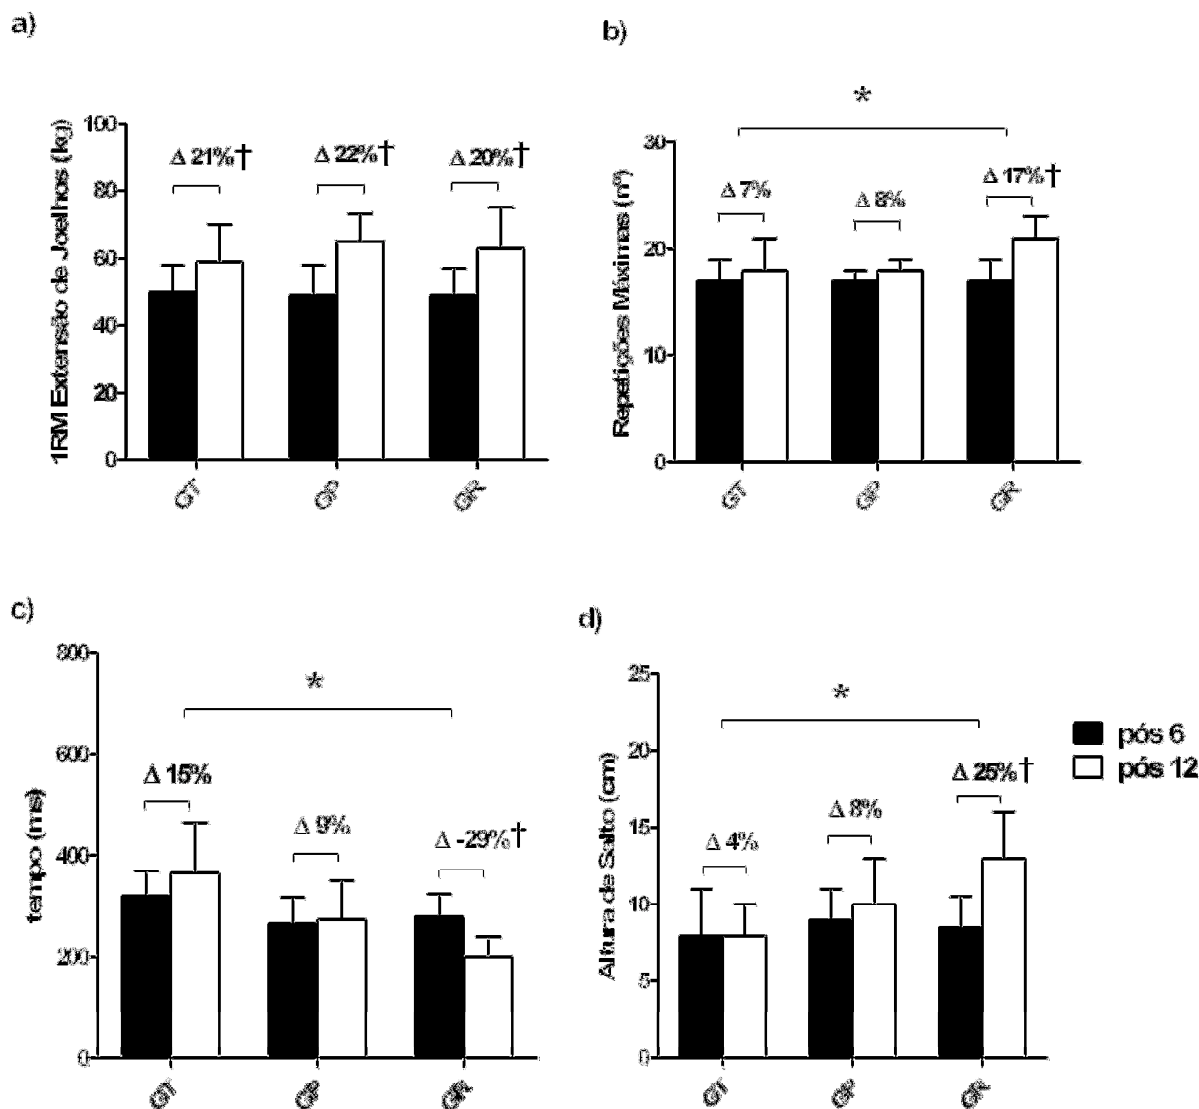 a)
1RM Extensão de Joelhos (kg)
100
80
60
40
20
0
Δ 21%†
Δ 22%†
Δ 20%†
GT
GP
GR
b)
Repetições Máximas (nº)
30
20
10
0
*
Δ 7%
Δ 8%
Δ 17%†
GT
GP
GR
c)
tempo (ms)
800
600
400
200
0
*
Δ 15%
Δ 9%
Δ -29%†
GT
GP
GR
d)
Altura de Salto (cm)
25
20
15
10
5
0
*
Δ 4%
Δ 8%
Δ 25%†
GT
GP
GR
pós 6
pós 12